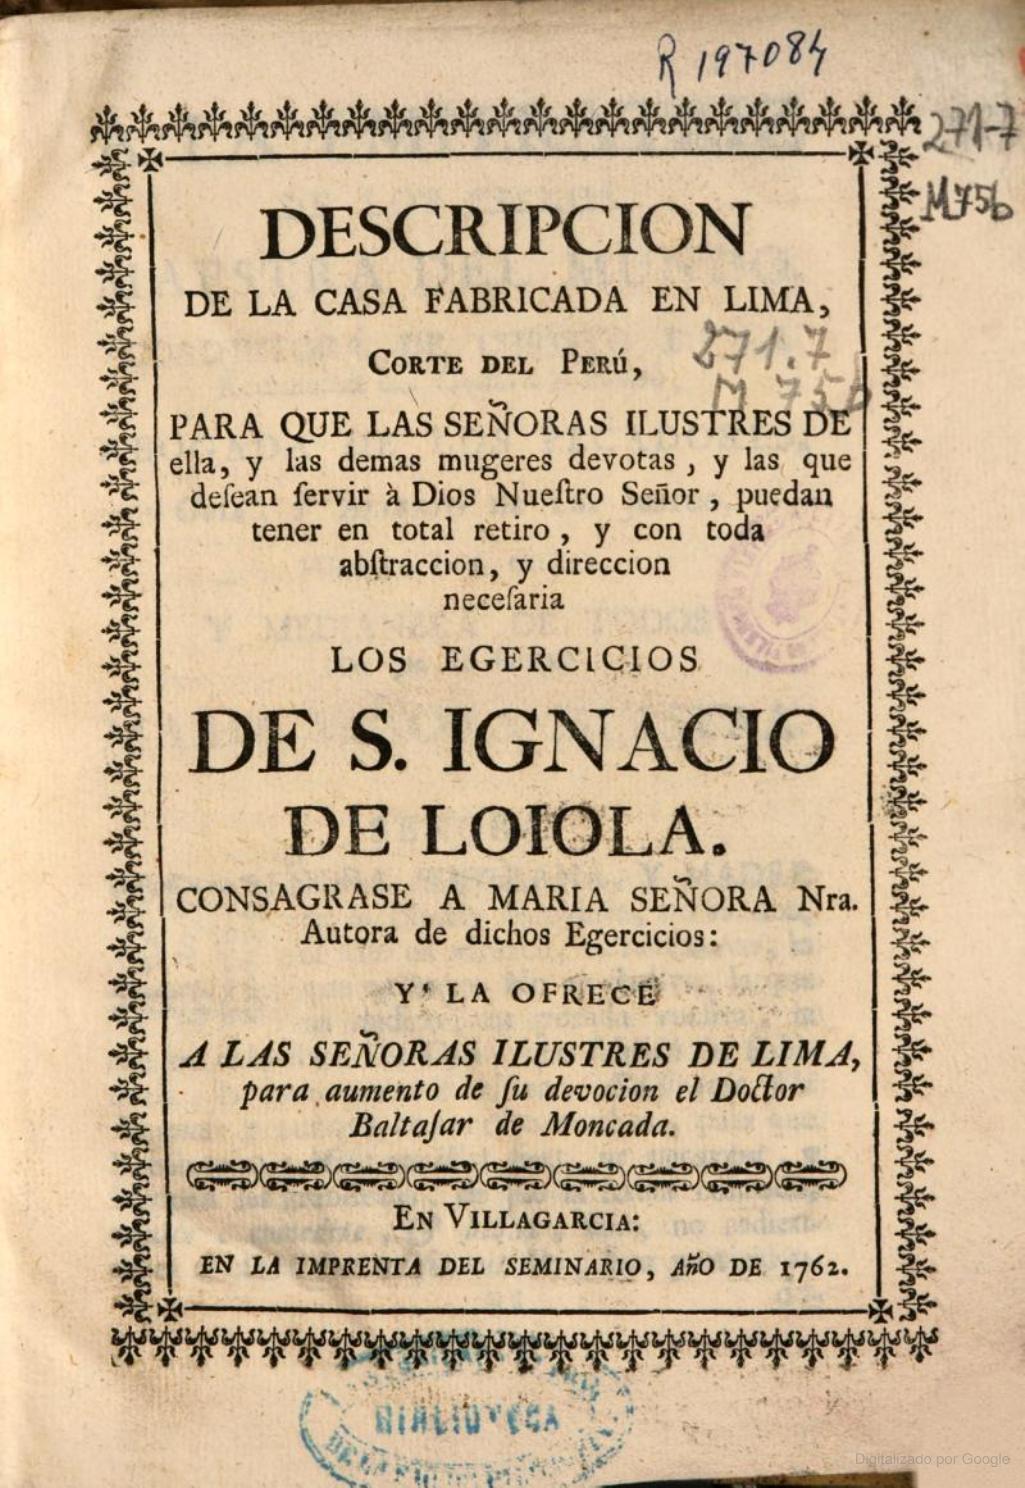 R 197084
271-7
M75b
DESCRIPCION
DE LA CASA FABRICADA EN LIMA,
CORTE DEL PERÚ,
271.7
M 75b
PARA QUE LAS SEÑORAS ILUSTRES DE
ella, y las demas mugeres devotas, y las que
deſean ſervir à Dios Nueſtro Señor, puedan
tener en total retiro, y con toda
abſtraccion, y direccion
neceſaria
LOS EGERCICIOS
DE S. IGNACIO
DE LOIOLA.
CONSAGRASE A MARIA SEÑORA Nra.
Autora de dichos Egercicios:
Y LA OFRECE
A LAS SEÑORAS ILUSTRES DE LIMA,
para aumento de ſu devocion el Doctor
Baltaſar de Moncada.
EN VILLAGARCIA:
EN LA IMPRENTA DEL SEMINARIO, AÑO DE 1762.
BIBLIOTECA
Digitalizado por Google